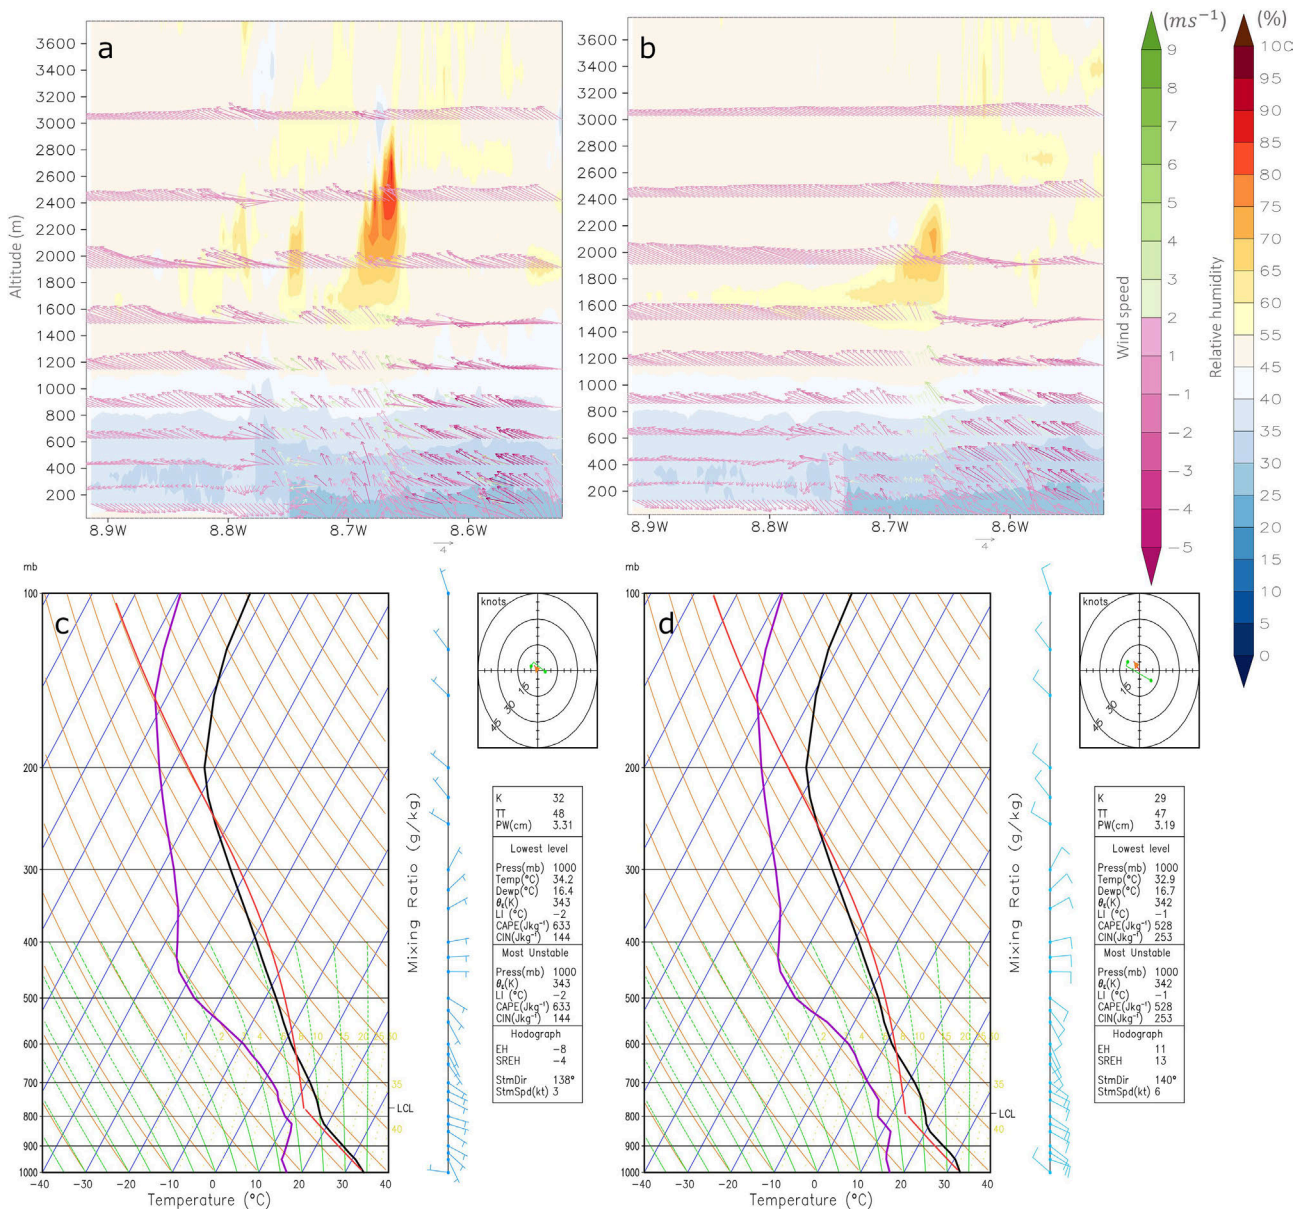 a
b
(ms⁻¹)
(%)
Altitude (m)
3600
3400
3200
3000
2800
2600
2400
2200
2000
1800
1600
1400
1200
1000
800
600
400
200
8.9W 8.8W 8.7W 8.6W
4
3600
3400
3200
3000
2800
2600
2400
2200
2000
1800
1600
1400
1200
1000
800
600
400
200
8.9W 8.8W 8.7W 8.6W
4
Wind speed
9
8
7
6
5
4
3
2
1
-1
-2
-3
-4
-5
Relative humidity
100
95
90
85
80
75
70
65
60
55
45
40
35
30
25
20
15
10
5
0
mb
c
100
200
300
400
500
600
700
800
900
1000
-40 -30 -20 -10 0 10 20 30 40
Temperature (°C)
35
40
LCL
Mixing Ratio (g/kg)
knots
15
30
45
K 32
TT 48
PW(cm) 3.31
Lowest level
Press(mb) 1000
Temp(°C) 34.2
Dewp(°C) 16.4
θₑ(K) 343
LI (°C) -2
CAPE(Jkg⁻¹) 633
CIN(Jkg⁻¹) 144
Most Unstable
Press(mb) 1000
θₑ(K) 343
LI (°C) -2
CAPE(Jkg⁻¹) 633
CIN(Jkg⁻¹) 144
Hodograph
EH -8
SREH -4
StmDir 138°
StmSpd(kt) 3
mb
d
100
200
300
400
500
600
700
800
900
1000
-40 -30 -20 -10 0 10 20 30 40
Temperature (°C)
35
40
LCL
Mixing Ratio (g/kg)
knots
15
30
45
K 29
TT 47
PW(cm) 3.19
Lowest level
Press(mb) 1000
Temp(°C) 32.9
Dewp(°C) 16.7
θₑ(K) 342
LI (°C) -1
CAPE(Jkg⁻¹) 528
CIN(Jkg⁻¹) 253
Most Unstable
Press(mb) 1000
θₑ(K) 342
LI (°C) -1
CAPE(Jkg⁻¹) 528
CIN(Jkg⁻¹) 253
Hodograph
EH 11
SREH 13
StmDir 140°
StmSpd(kt) 6